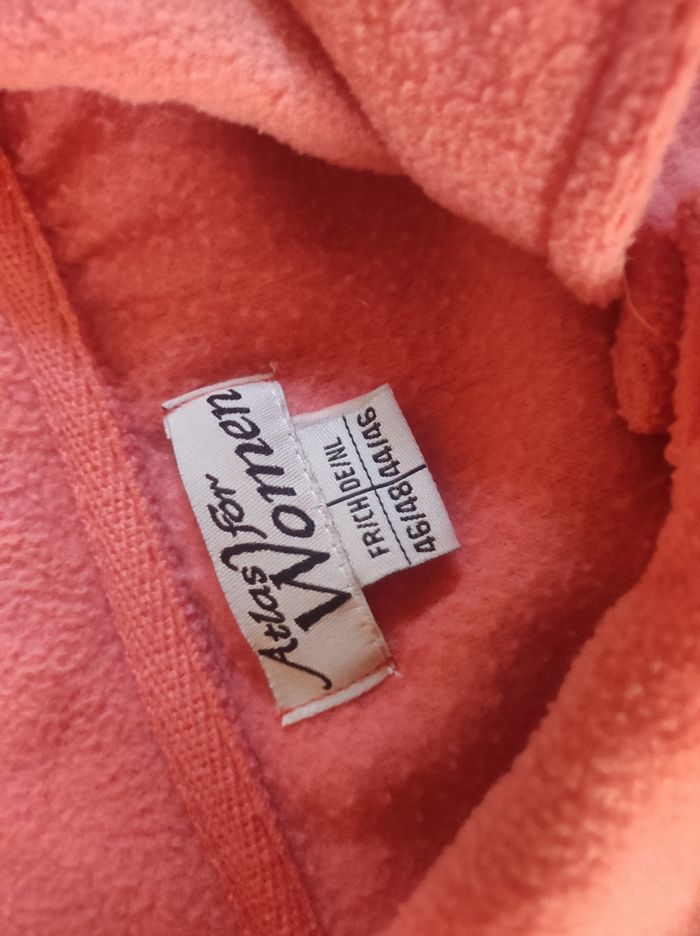 Atlas for
Women
FR/CH DE/NL
46/48 44/46